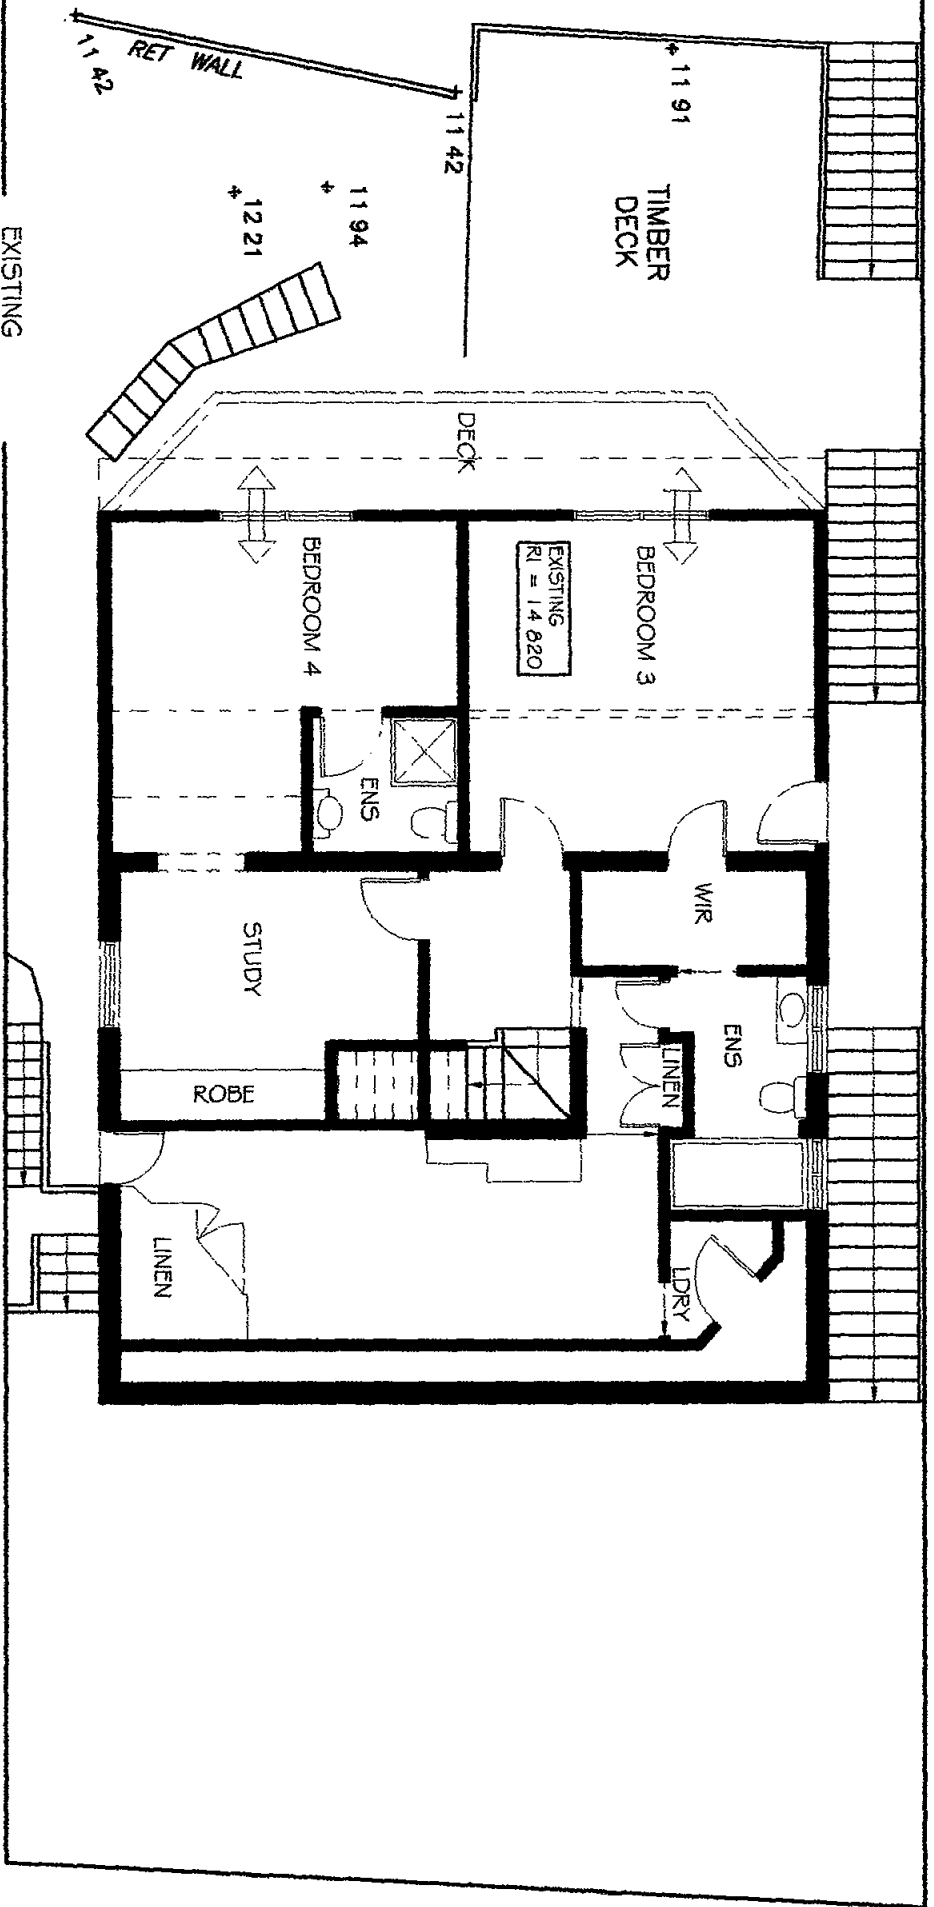 RET WALL
11 42
11 42
11 91
11 94
12 21
TIMBER
DECK
EXISTING
DECK
BEDROOM 4
BEDROOM 3
EXISTING
Rl = 14 820
ENS
WIR
STUDY
ENS
LINEN
ROBE
LINEN
LDRY